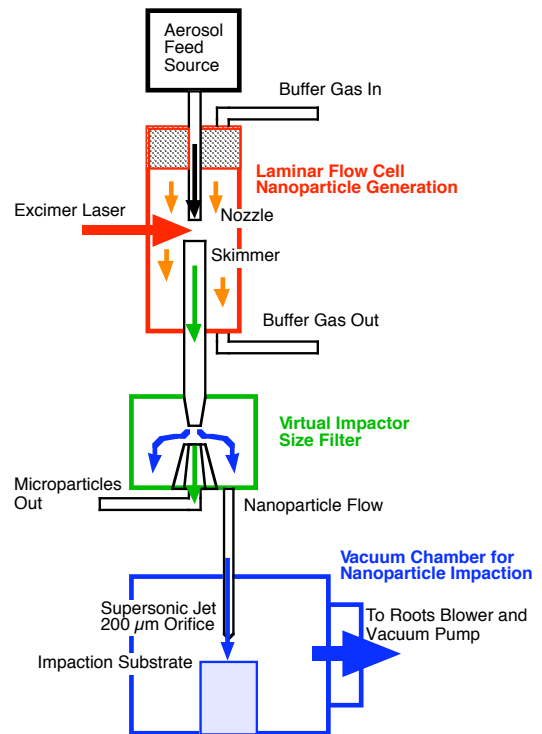 Aerosol
Feed
Source
Buffer Gas In
Laminar Flow Cell
Nanoparticle Generation
Excimer Laser
Nozzle
Skimmer
Buffer Gas Out
Virtual Impactor
Size Filter
Microparticles
Out
Nanoparticle Flow
Vacuum Chamber for
Nanoparticle Impaction
Supersonic Jet
200 µm Orifice
To Roots Blower and
Vacuum Pump
Impaction Substrate